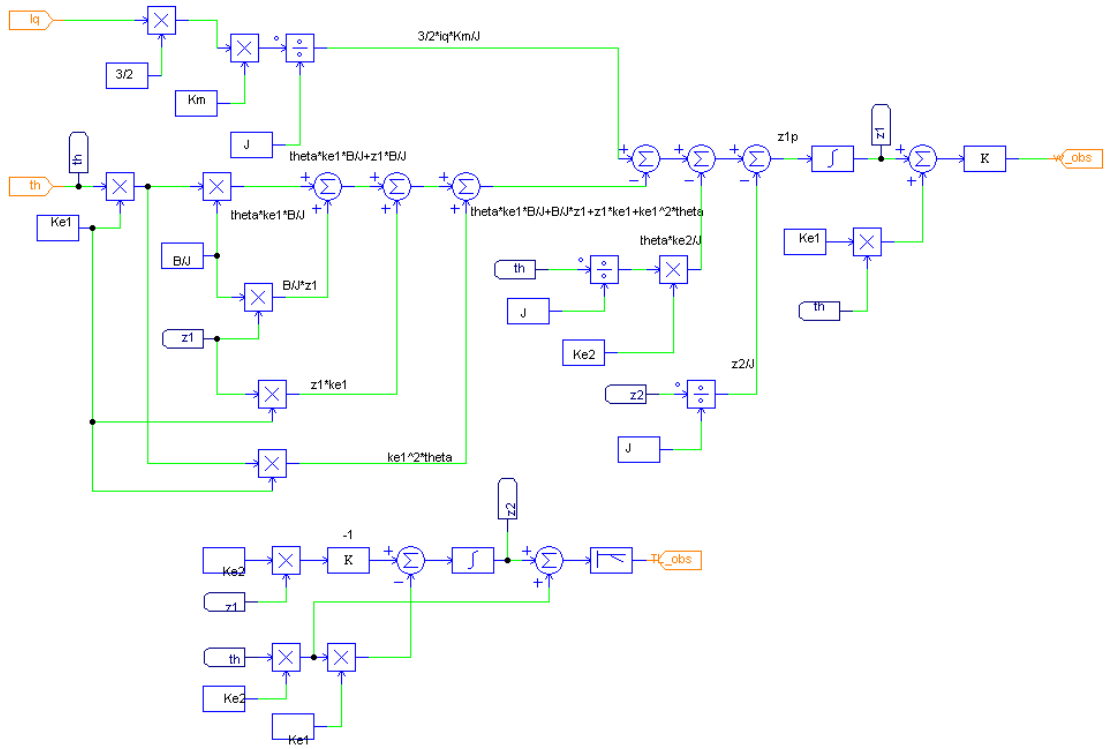 Iq
3/2
Km
J
3/2*iq*Km/J
th
th
Ke1
theta*ke1*B/J+z1*B/J
theta*ke1*B/J
B/J
B/J*z1
z1
z1*ke1
ke1^2*theta
theta*ke1*B/J+B/J*z1+z1*ke1+ke1^2*theta
theta*ke2/J
th
J
Ke2
z2/J
z2
J
z1p
z1
K
_obs
Ke1
th
z2
-1
Ke2
K
z1
TL_obs
th
Ke2
Ke1